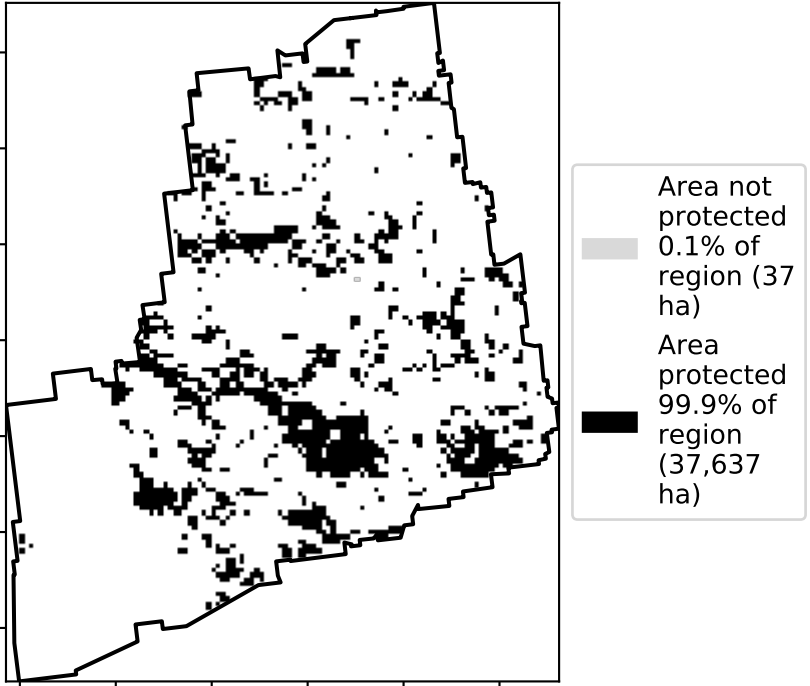 Area not
protected
0.1% of
region (37
ha)
Area
protected
99.9% of
region
(37,637
ha)